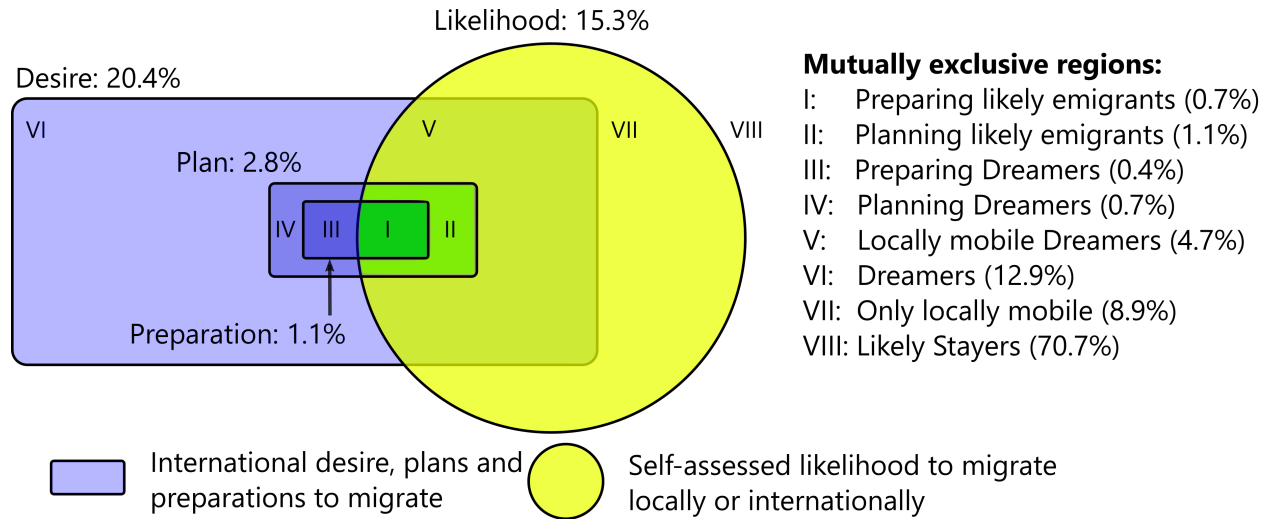 Likelihood: 15.3%
Desire: 20.4%
VI
V
VII
VIII
Plan: 2.8%
IV
III
I
II
Preparation: 1.1%
Mutually exclusive regions:
I: Preparing likely emigrants (0.7%)
II: Planning likely emigrants (1.1%)
III: Preparing Dreamers (0.4%)
IV: Planning Dreamers (0.7%)
V: Locally mobile Dreamers (4.7%)
VI: Dreamers (12.9%)
VII: Only locally mobile (8.9%)
VIII: Likely Stayers (70.7%)
International desire, plans and
preparations to migrate
Self-assessed likelihood to migrate
locally or internationally